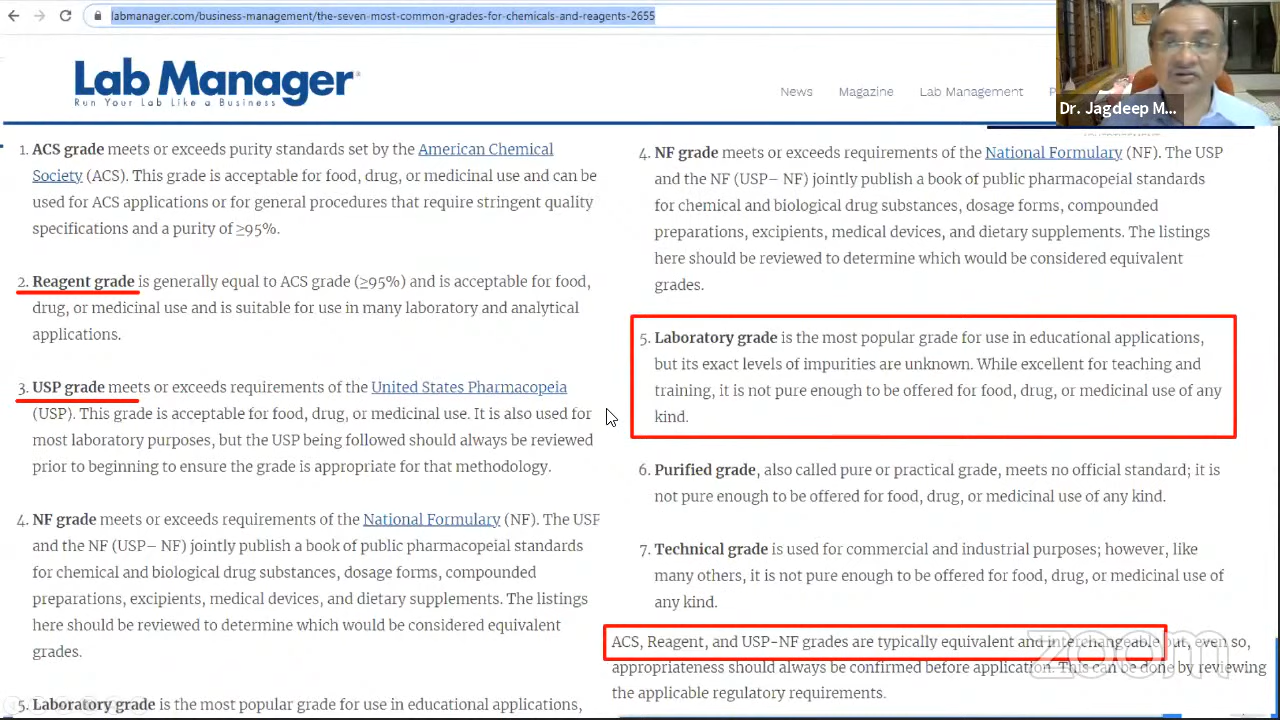 labmanager.com/business-management/the-seven-most-common-grades-for-chemicals-and-reagents-2655
Lab Manager
Run Your Lab Like a Business
News Magazine Lab Management
Dr. Jagdeep M...
ADVERTISEMENT
1. ACS grade meets or exceeds purity standards set by the American Chemical
Society (ACS). This grade is acceptable for food, drug, or medicinal use and can be
used for ACS applications or for general procedures that require stringent quality
specifications and a purity of ≥95%.
2. Reagent grade is generally equal to ACS grade (≥95%) and is acceptable for food,
drug, or medicinal use and is suitable for use in many laboratory and analytical
applications.
3. USP grade meets or exceeds requirements of the United States Pharmacopeia
(USP). This grade is acceptable for food, drug, or medicinal use. It is also used for
most laboratory purposes, but the USP being followed should always be reviewed
prior to beginning to ensure the grade is appropriate for that methodology.
4. NF grade meets or exceeds requirements of the National Formulary (NF). The USP
and the NF (USP– NF) jointly publish a book of public pharmacopeial standards
for chemical and biological drug substances, dosage forms, compounded
preparations, excipients, medical devices, and dietary supplements. The listings
here should be reviewed to determine which would be considered equivalent
grades.
5. Laboratory grade is the most popular grade for use in educational applications,
4. NF grade meets or exceeds requirements of the National Formulary (NF). The USP
and the NF (USP– NF) jointly publish a book of public pharmacopeial standards
for chemical and biological drug substances, dosage forms, compounded
preparations, excipients, medical devices, and dietary supplements. The listings
here should be reviewed to determine which would be considered equivalent
grades.
5. Laboratory grade is the most popular grade for use in educational applications,
but its exact levels of impurities are unknown. While excellent for teaching and
training, it is not pure enough to be offered for food, drug, or medicinal use of any
kind.
6. Purified grade, also called pure or practical grade, meets no official standard; it is
not pure enough to be offered for food, drug, or medicinal use of any kind.
7. Technical grade is used for commercial and industrial purposes; however, like
many others, it is not pure enough to be offered for food, drug, or medicinal use of
any kind.
ACS, Reagent, and USP-NF grades are typically equivalent and interchangeable but, even so,
appropriateness should always be confirmed before application. This can be done by reviewing
the applicable regulatory requirements.
zoom